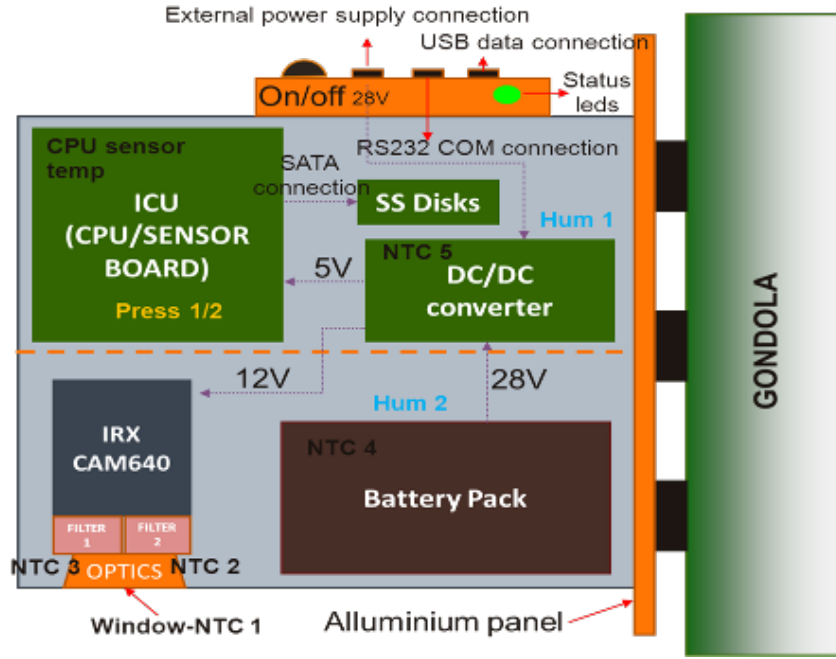 External power supply connection
USB data connection
On/off 28V
Status
leds
RS232 COM connection
CPU sensor
temp
SATA
connection
ICU
(CPU/SENSOR
BOARD)
Press 1/2
SS Disks
Hum 1
NTC 5
DC/DC
converter
5V
12V
28V
Hum 2
IRX
CAM640
FILTER
1
FILTER
2
NTC 3
OPTICS
NTC 2
Window-NTC 1
NTC 4
Battery Pack
Alluminium panel
GONDOLA